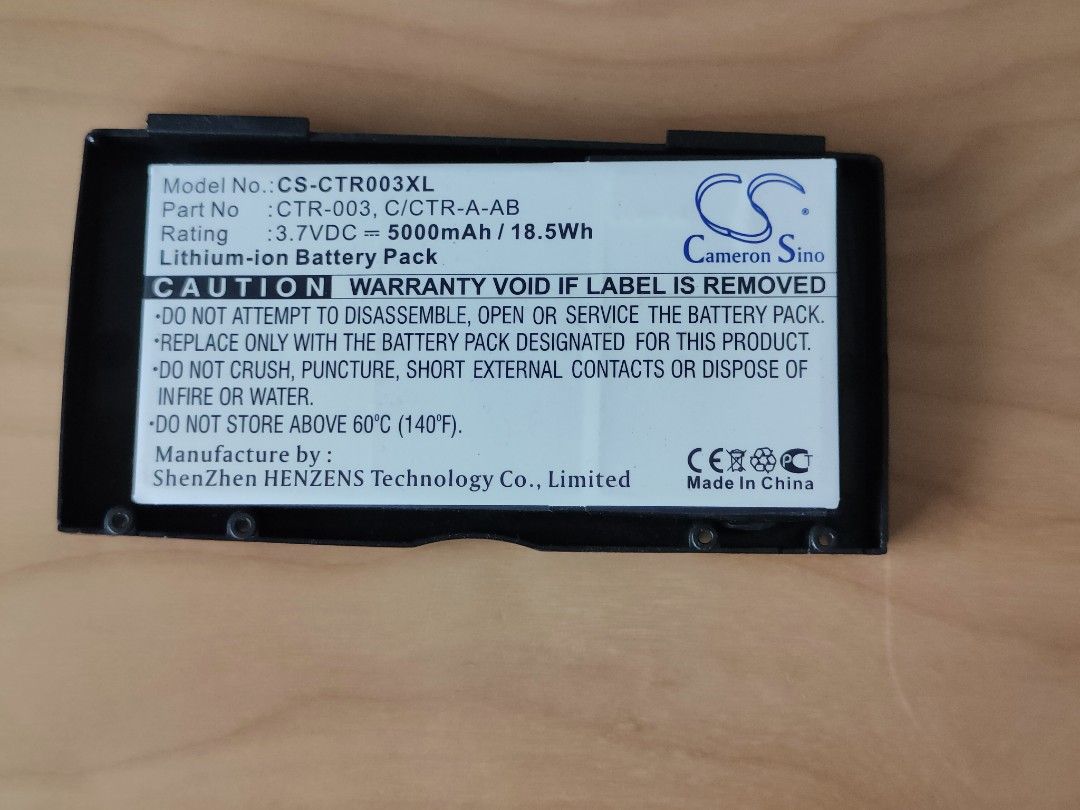 Model No.:CS-CTR003XL
Part No :CTR-003, C/CTR-A-AB
Rating :3.7VDC ⎓ 5000mAh / 18.5Wh
Lithium-ion Battery Pack
CS®
Cameron Sino
CAUTION WARRANTY VOID IF LABEL IS REMOVED
·DO NOT ATTEMPT TO DISASSEMBLE, OPEN OR SERVICE THE BATTERY PACK.
·REPLACE ONLY WITH THE BATTERY PACK DESIGNATED FOR THIS PRODUCT.
·DO NOT CRUSH, PUNCTURE, SHORT EXTERNAL CONTACTS OR DISPOSE OF
INFIRE OR WATER.
·DO NOT STORE ABOVE 60°C (140°F).
Manufacture by :
ShenZhen HENZENS Technology Co., Limited
CE PCT
Made In China